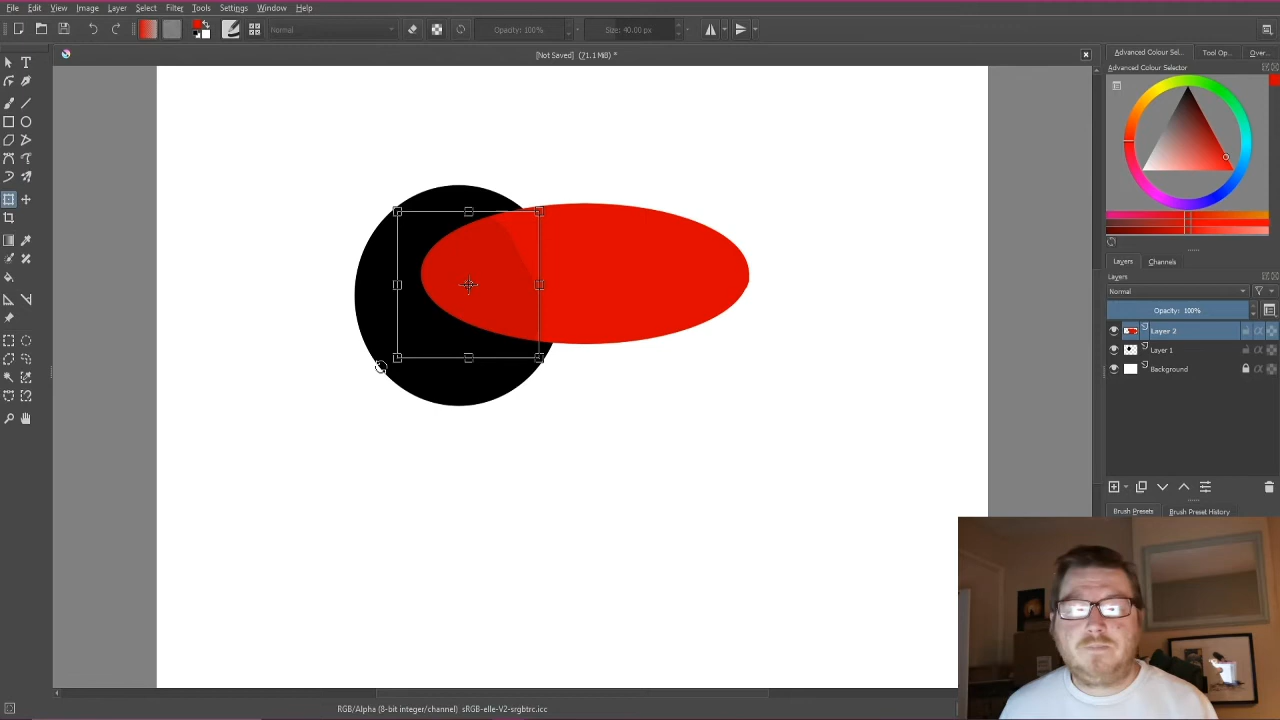 File Edit View Image Layer Select Filter Tools Settings Window Help
Normal Opacity: 100% Size: 40.00 px
[Not Saved] (71.1 MiB) *
Advanced Colour Sel... Tool Op... Over...
Advanced Colour Selector
Layers Channels
Layers
Normal
Opacity: 100%
Layer 2
Layer 1
Background
Brush Presets Brush Preset History
RGB/Alpha (8-bit integer/channel) sRGB-elle-V2-srgbtrc.icc